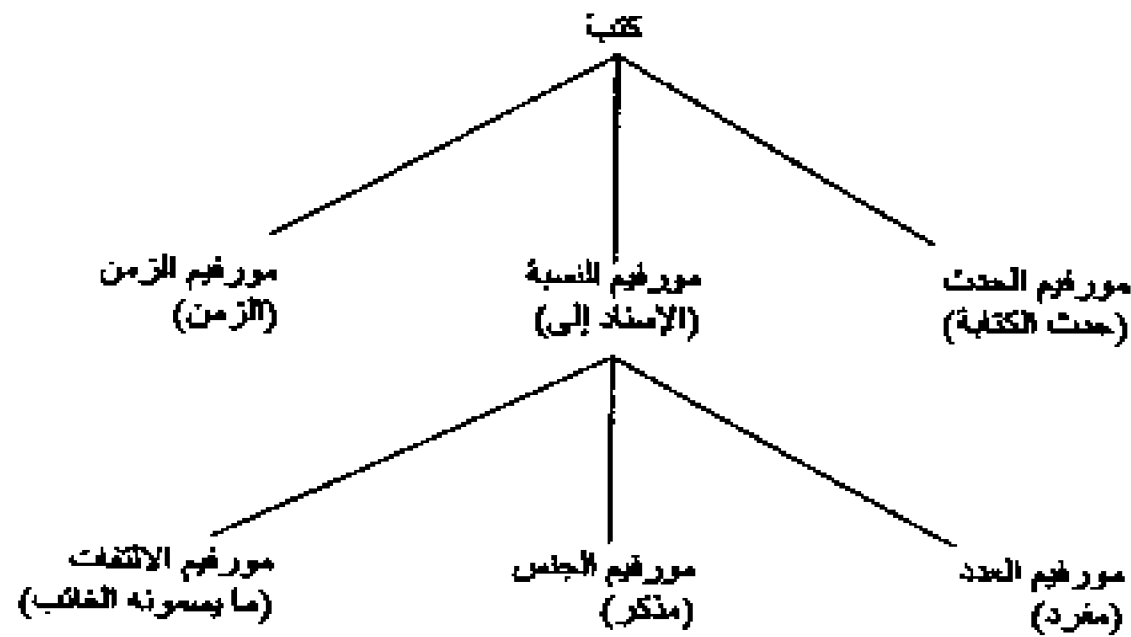 كتب
مورفيم الحدث
(حدث الكتابة)
مورفيم للنسبة
(الإسناد إلى)
مورفيم الزمن
(الزمن)
مورفيم العدد
(مفرد)
مورفيم الجنس
(مذكر)
مورفيم الالتفات
(ما يسمونه الغائب)